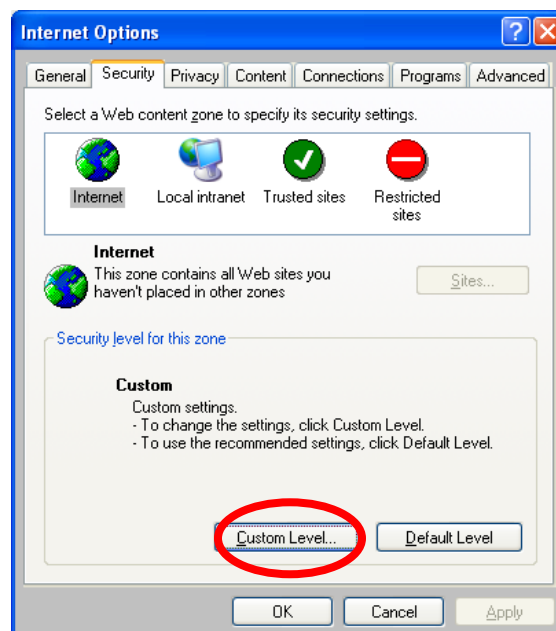 Internet Options
General Security Privacy Content Connections Programs Advanced
Select a Web content zone to specify its security settings.
Internet Local intranet Trusted sites Restricted sites
Internet
This zone contains all Web sites you
haven't placed in other zones
Sites...
Security level for this zone
Custom
Custom settings.
- To change the settings, click Custom Level.
- To use the recommended settings, click Default Level.
Custom Level... Default Level
OK Cancel Apply